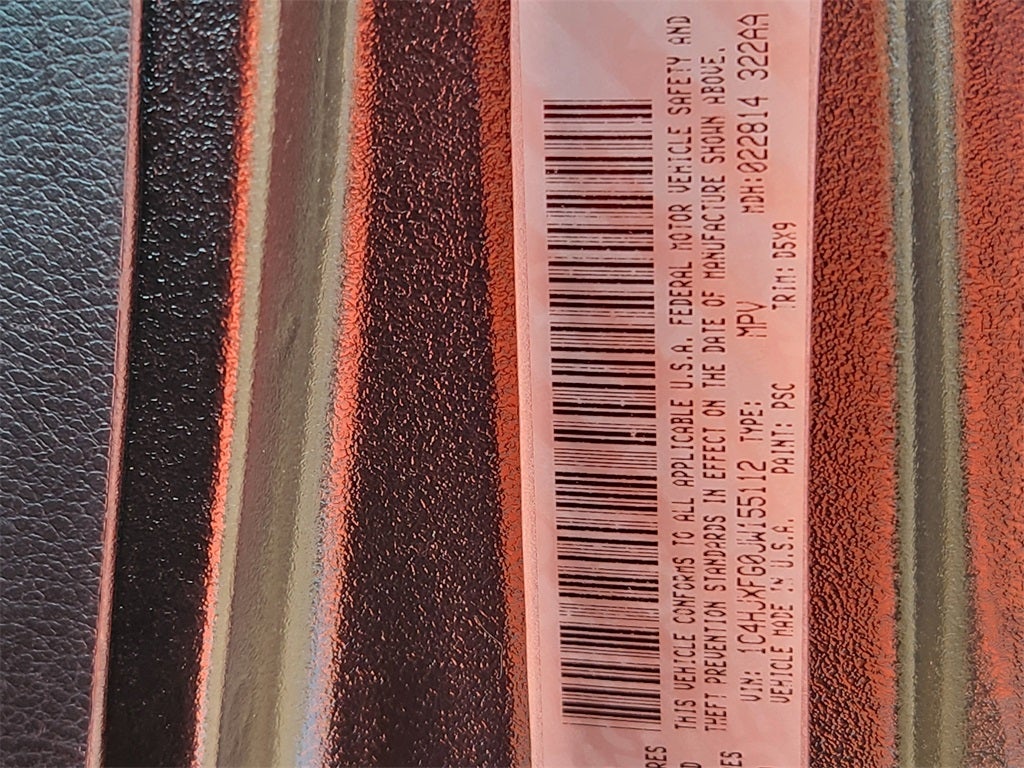 RES
THIS VEHICLE CONFORMS TO ALL APPLICABLE U.S.A. FEDERAL MOTOR VEHICLE SAFETY AND
THEFT PREVENTION STANDARDS IN EFFECT ON THE DATE OF MANUFACTURE SHOWN ABOVE.
VIN: 1C4HJXFG0JW155112 TYPE: MPV MDH:022814 322AA
VEHICLE MADE IN U.S.A. PAINT: PSC TRIM: D5X9